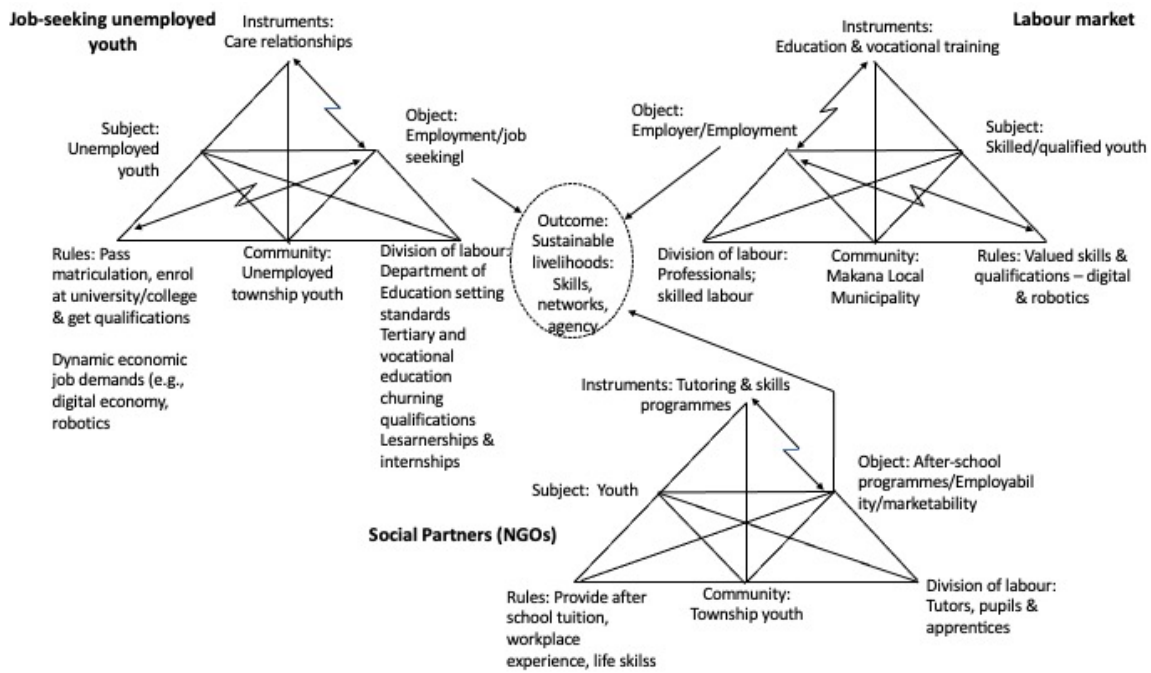 Job-seeking unemployed
youth
Instruments:
Care relationships
Subject:
Unemployed
youth
Object:
Employment/job
seekingl
Rules: Pass
matriculation, enrol
at university/college
& get qualifications
Dynamic economic
job demands (e.g.,
digital economy,
robotics
Community:
Unemployed
township youth
Division of labour:
Department of
Education setting
standards
Tertiary and
vocational
education
churning
qualifications
Lesarnerships &
internships
Outcome:
Sustainable
livelihoods:
Skills,
networks,
agency
Labour market
Instruments:
Education & vocational training
Object:
Employer/Employment
Subject:
Skilled/qualified youth
Division of labour:
Professionals;
skilled labour
Community:
Makana Local
Municipality
Rules: Valued skills &
qualifications – digital
& robotics
Instruments: Tutoring & skills
programmes
Subject: Youth
Object: After-school
programmes/Employabil
ity/marketability
Social Partners (NGOs)
Rules: Provide after
school tuition,
workplace
experience, life skilss
Community:
Township youth
Division of labour:
Tutors, pupils &
apprentices